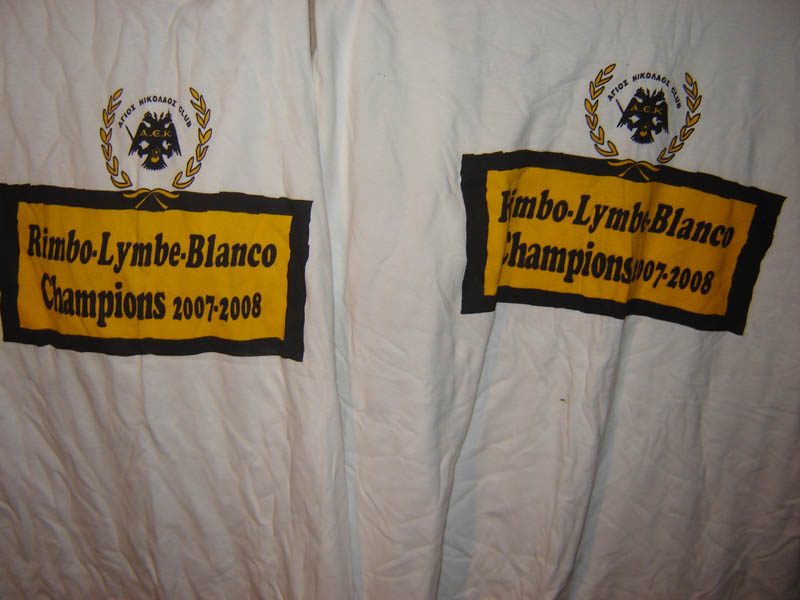 ΑΓΙΟΣ ΝΙΚΟΛΑΟΣ CLUB
Α.Ε.Κ
Rimbo-Lymbe-Blanco
Champions 2007-2008
ΑΓΙΟΣ ΝΙΚΟΛΑΟΣ CLUB
Α.Ε.Κ
Rimbo-Lymbe-Blanco
Champions 2007-2008